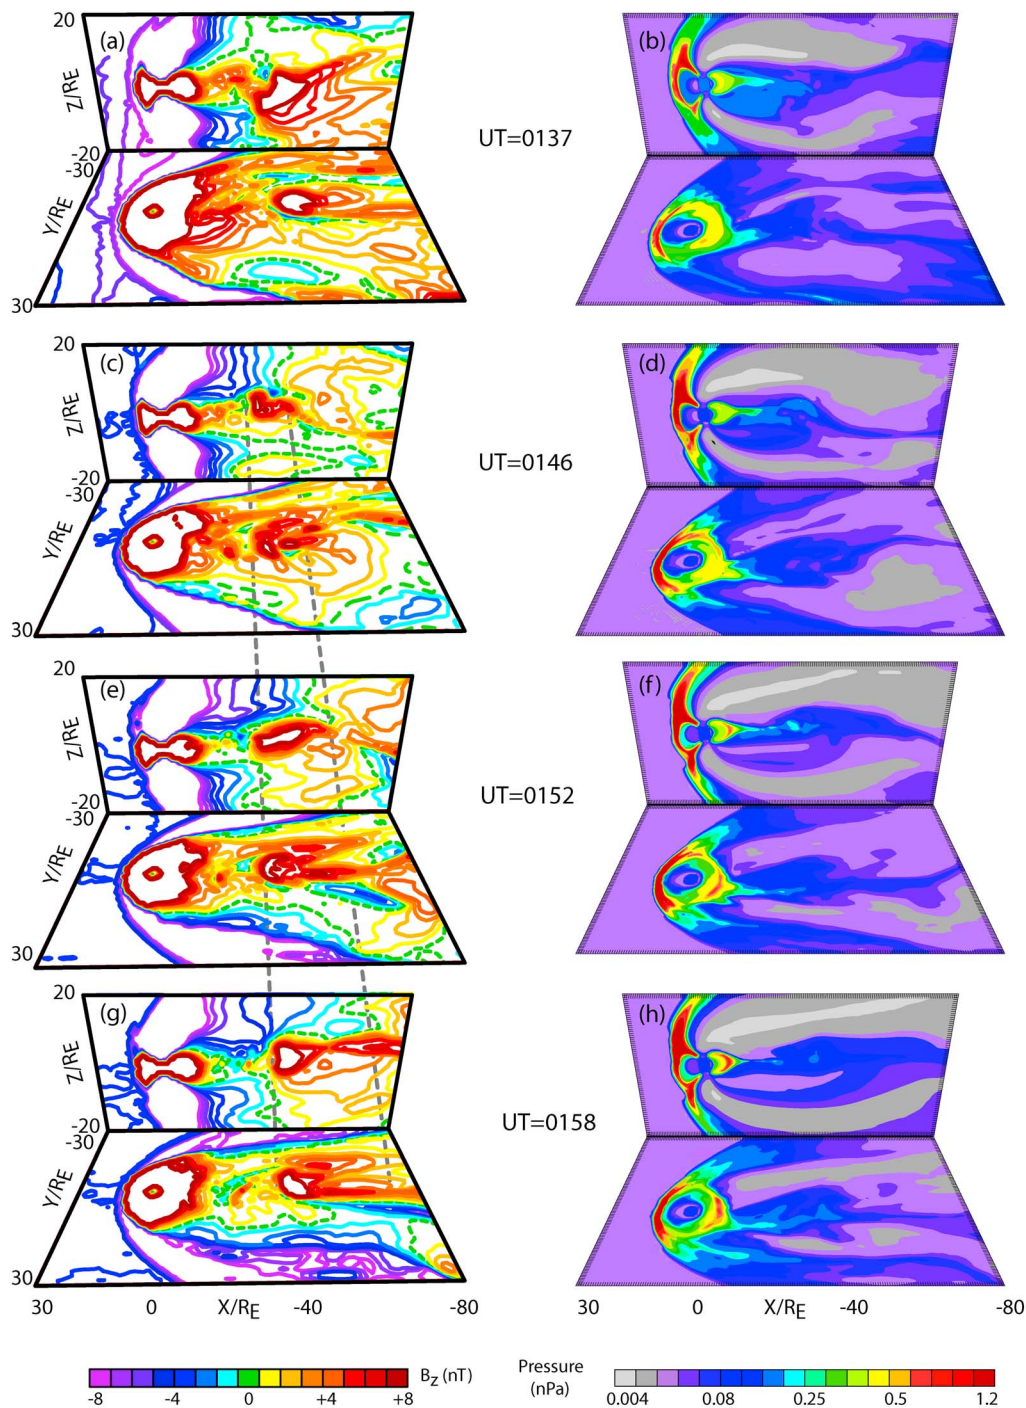 20
(a)
(b)
Z/RE
-20
-30
UT=0137
Y/RE
30
20
(c)
(d)
Z/RE
-20
-30
UT=0146
Y/RE
30
20
(e)
(f)
Z/RE
-20
-30
UT=0152
Y/RE
30
20
(g)
(h)
Z/RE
-20
-30
UT=0158
Y/RE
30
30 0 X/RE -40 -80 30 0 X/RE -40 -80
BZ (nT) Pressure
(nPa)
-8 -4 0 +4 +8 0.004 0.08 0.25 0.5 1.2